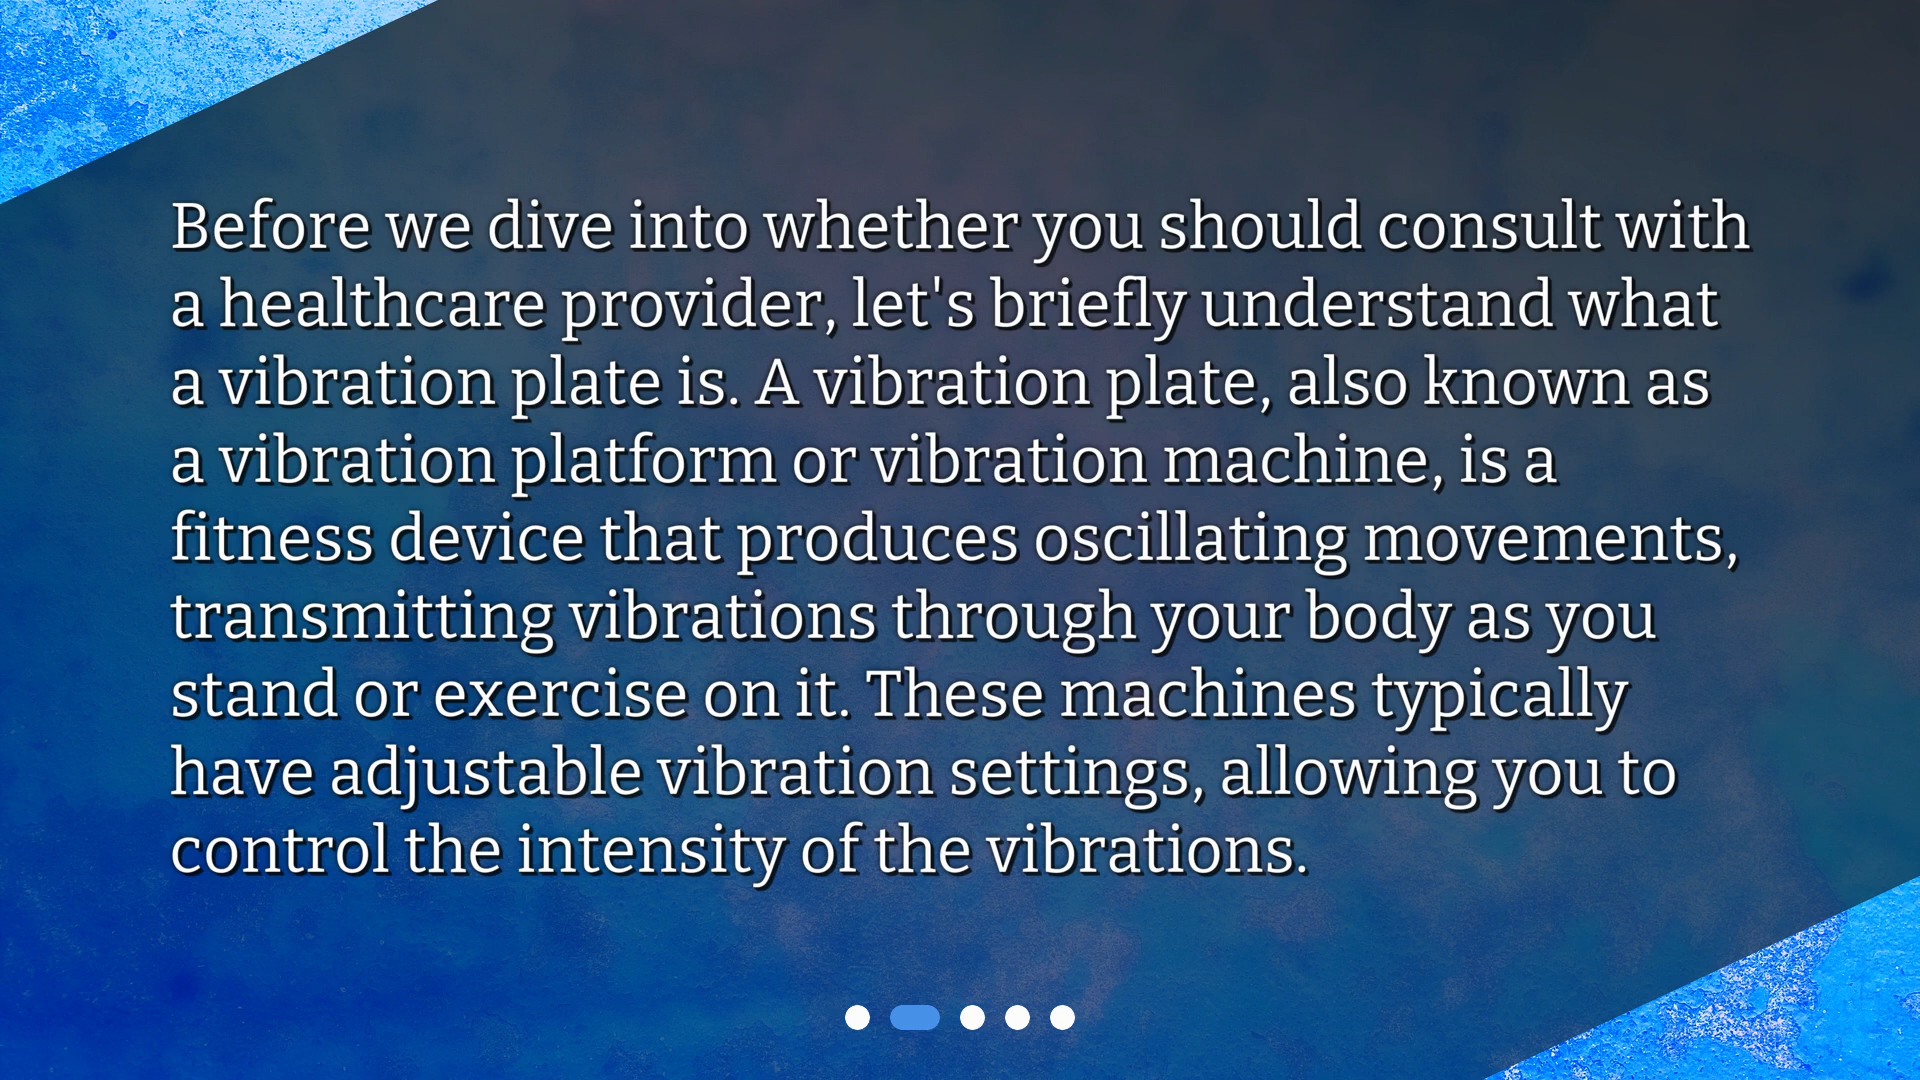 Before we dive into whether you should consult with
a healthcare provider, let's briefly understand what
a vibration plate is. A vibration plate, also known as
a vibration platform or vibration machine, is a
fitness device that produces oscillating movements,
transmitting vibrations through your body as you
stand or exercise on it. These machines typically
have adjustable vibration settings, allowing you to
control the intensity of the vibrations.